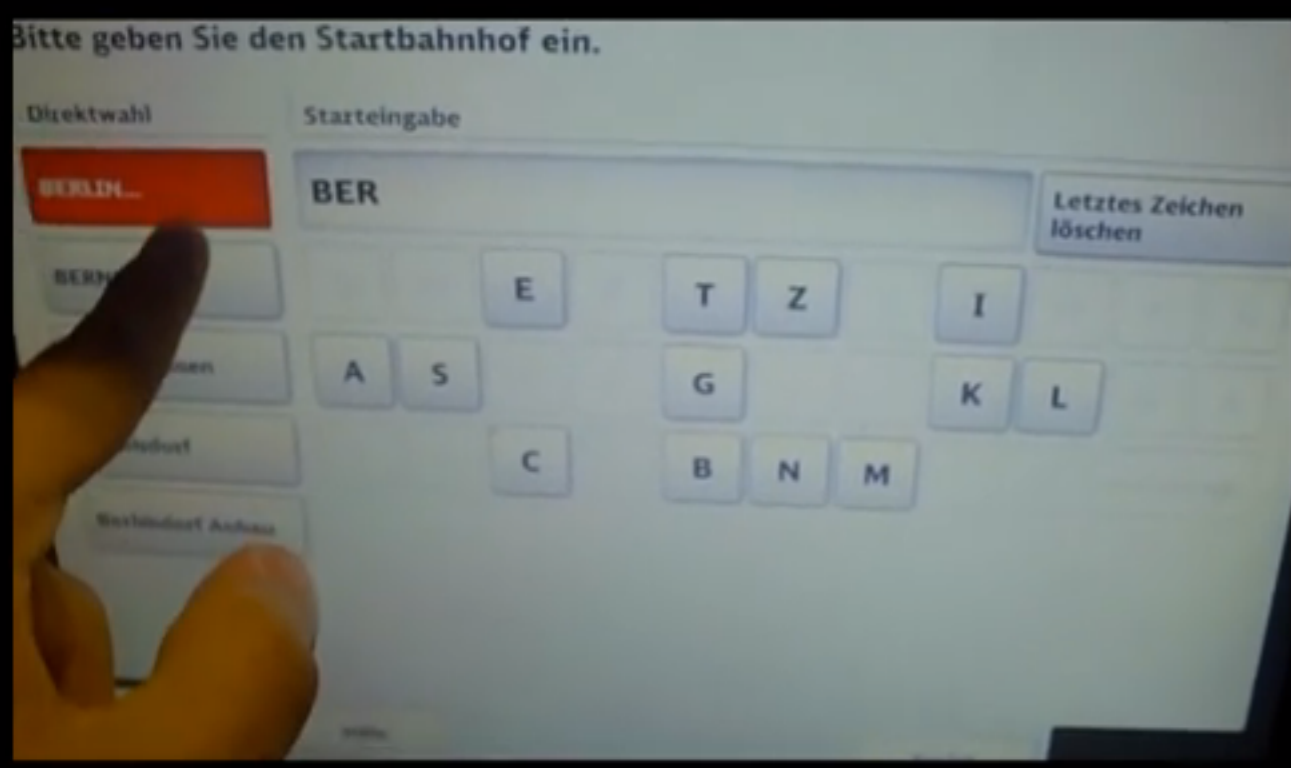 Bitte geben Sie den Startbahnhof ein.
Direktwahl Starteingabe
BERLIN...
BER
Letztes Zeichen
löschen
E T Z I
A S G K L
C B N M